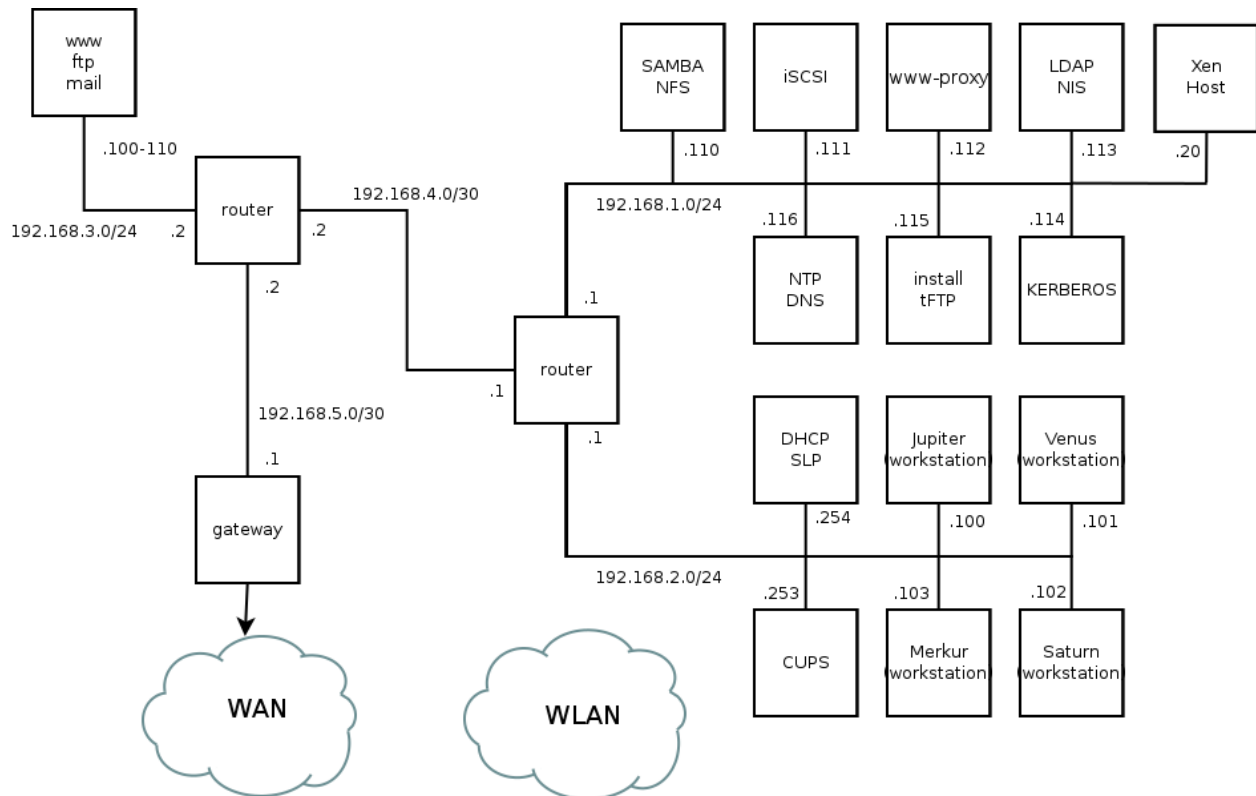 www
ftp
mail
SAMBA
NFS
iSCSI
www-proxy
LDAP
NIS
Xen
Host
.100-110
.110
.111
.112
.113
.20
router
192.168.4.0/30
192.168.1.0/24
192.168.3.0/24
.2
.2
.116
.115
.114
.2
NTP
DNS
install
tFTP
KERBEROS
.1
router
.1
192.168.5.0/30
.1
DHCP
SLP
Jupiter
(workstation)
Venus
(workstation)
.1
gateway
.254
.100
.101
192.168.2.0/24
.253
.103
.102
CUPS
Merkur
(workstation)
Saturn
(workstation)
WAN
WLAN